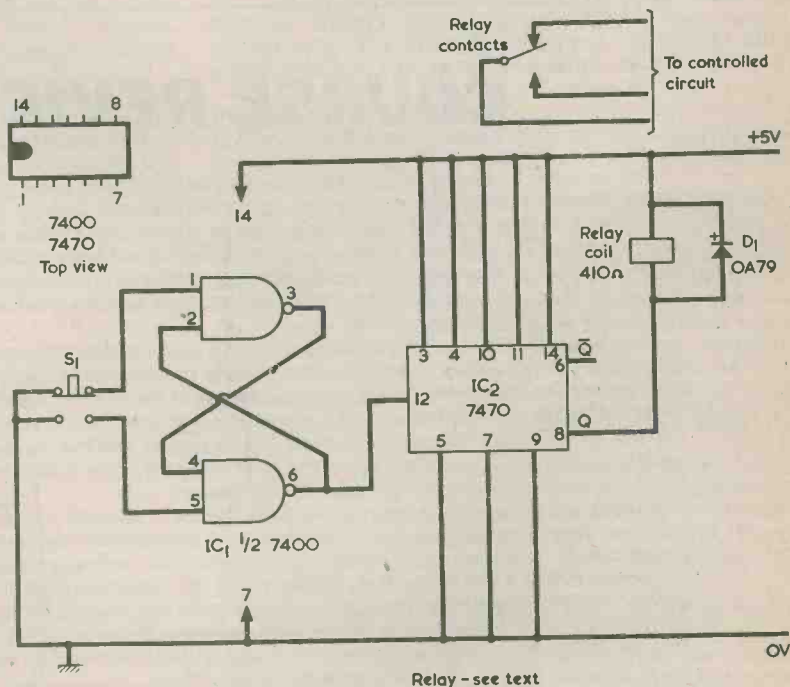 Relay
contacts
To controlled
circuit
14 8
1 7
7400
7470
Top view
+5V
14
Relay
coil
410Ω
+
D1
OA79
1
2
3
S1
3 4 10 11 14
6 Q̅
12
IC2
7470
Q
8
5 7 9
4
5
6
IC1 1/2 7400
7
0V
Relay – see text